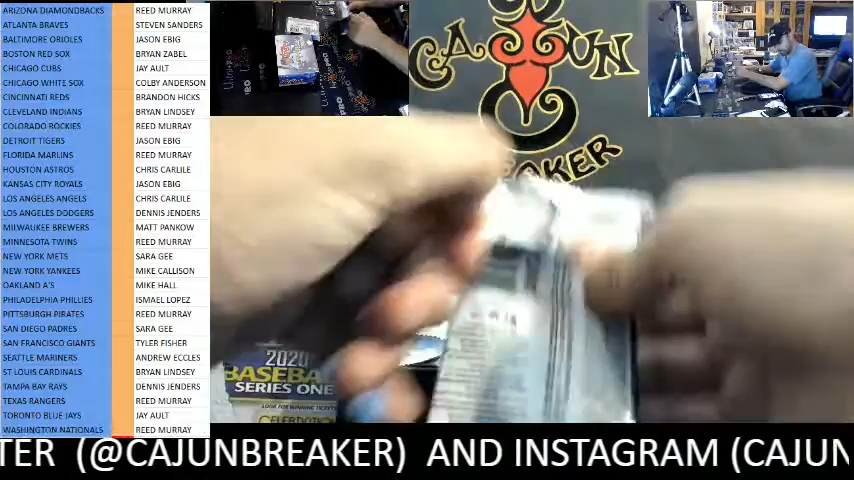 ARIZONA DIAMONDBACKS REED MURRAY
ATLANTA BRAVES STEVEN SANDERS
BALTIMORE ORIOLES JASON EBIG
BOSTON RED SOX BRYAN ZABEL
CHICAGO CUBS JAY AULT
CHICAGO WHITE SOX COLBY ANDERSON
CINCINNATI REDS BRANDON HICKS
CLEVELAND INDIANS BRYAN LINDSEY
COLORADO ROCKIES REED MURRAY
DETROIT TIGERS JASON EBIG
FLORIDA MARLINS REED MURRAY
HOUSTON ASTROS CHRIS CARLILE
KANSAS CITY ROYALS JASON EBIG
LOS ANGELES ANGELS CHRIS CARLILE
LOS ANGELES DODGERS DENNIS JENDERS
MILWAUKEE BREWERS MATT PANKOW
MINNESOTA TWINS REED MURRAY
NEW YORK METS SARA GEE
NEW YORK YANKEES MIKE CALLISON
OAKLAND A'S MIKE HALL
PHILADELPHIA PHILLIES ISMAEL LOPEZ
PITTSBURGH PIRATES REED MURRAY
SAN DIEGO PADRES SARA GEE
SAN FRANCISCO GIANTS TYLER FISHER
SEATTLE MARINERS ANDREW ECCLES
ST LOUIS CARDINALS BRYAN LINDSEY
TAMPA BAY RAYS DENNIS JENDERS
TEXAS RANGERS REED MURRAY
TORONTO BLUE JAYS JAY AULT
WASHINGTON NATIONALS REED MURRAY
CAJUN
EAKER
2020
BASEBA
SERIES ONE
LOOK FOR WINNING TICKETS
TER (@CAJUNBREAKER) AND INSTAGRAM (CAJUN